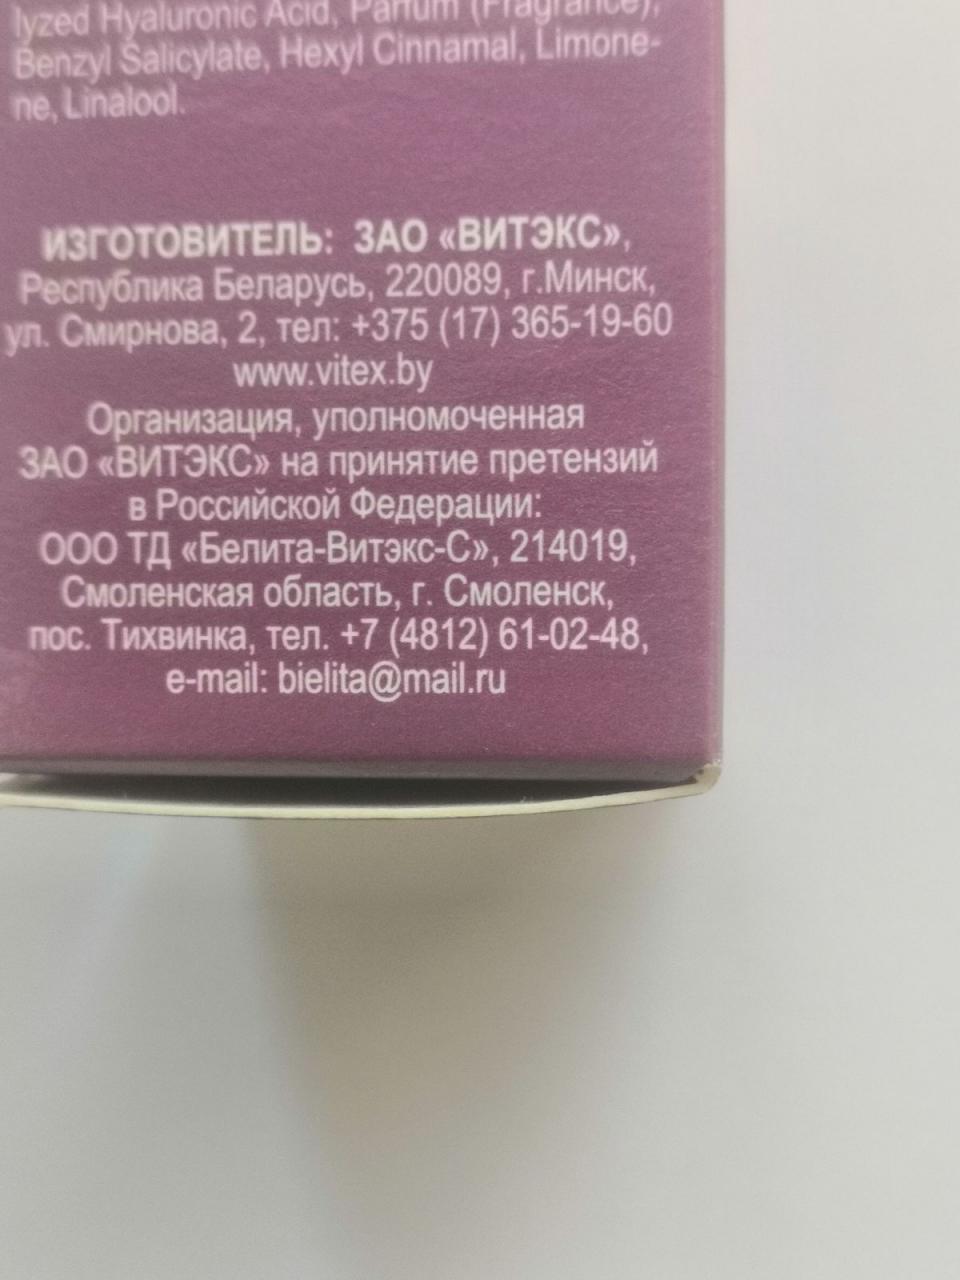 lyzed Hyaluronic Acid, Parfum (Fragrance),
Benzyl Salicylate, Hexyl Cinnamal, Limone-
ne, Linalool.
ИЗГОТОВИТЕЛЬ: ЗАО «ВИТЭКС»,
Республика Беларусь, 220089, г.Минск,
ул. Смирнова, 2, тел: +375 (17) 365-19-60
www.vitex.by
Организация, уполномоченная
ЗАО «ВИТЭКС» на принятие претензий
в Российской Федерации:
ООО ТД «Белита-Витэкс-С», 214019,
Смоленская область, г. Смоленск,
пос. Тихвинка, тел. +7 (4812) 61-02-48,
e-mail: bielita@mail.ru